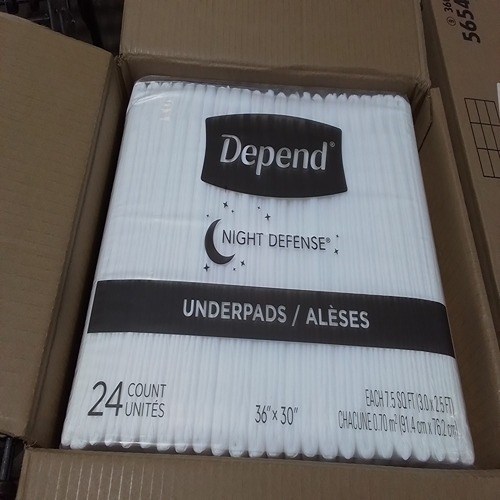 Depend®
NIGHT DEFENSE®
UNDERPADS / ALÈSES
24 COUNT
UNITÉS
36" x 30"
EACH 7.5 SQ FT (3.0 x 2.5 FT)
CHACUNE 0.70 m² (91.4 cm x 76.2 cm)
5654